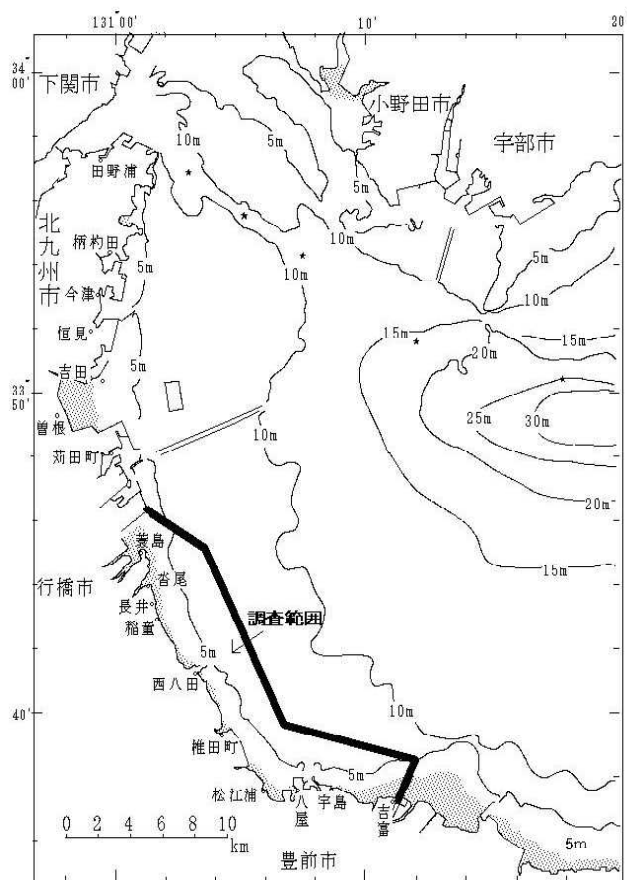 131 00'
10'
20
34
00'
下関市
小野田市
宇部市
10m
5m
5m
田野浦
北九州市
柄杓田
5m
10m
5m
10m
10m
今津
恒見
15m
20m
15m
5m
吉田
33
50'
25m
30m
曽根
10m
苅田町
20m
蓑島
15m
行橋市
沓尾
長井
稲童
調査範囲
5m
西八田
40'
10m
椎田町
5m
松江浦
八屋
宇島
吉富
0 2 4 6 8 10
km
5m
豊前市